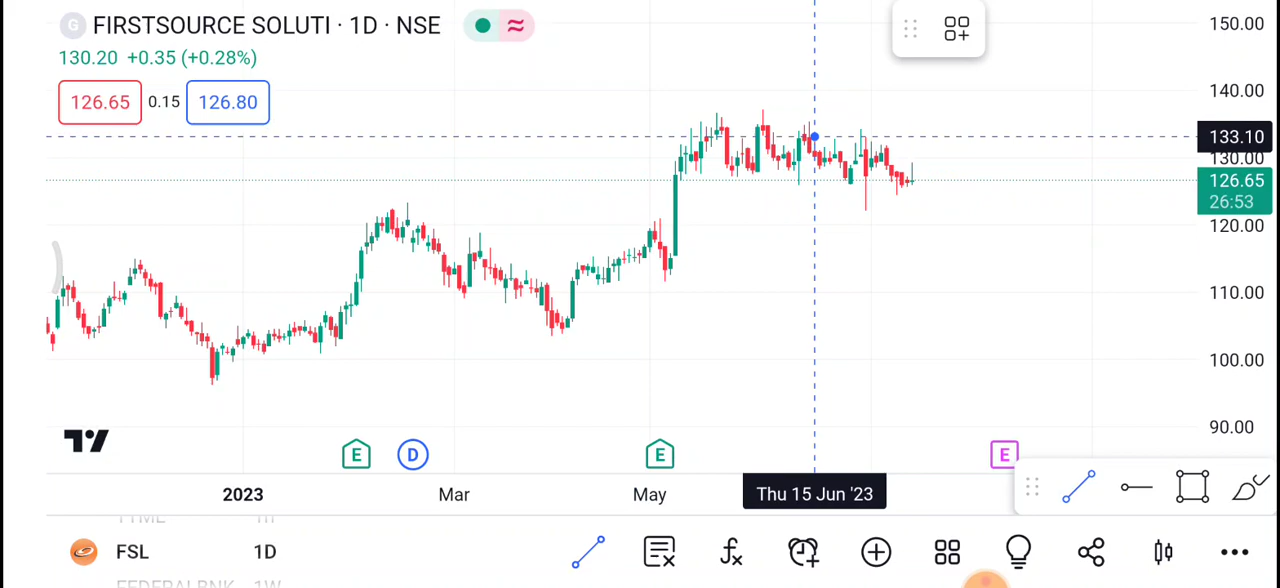 G FIRSTSOURCE SOLUTI · 1D · NSE
130.20 +0.35 (+0.28%)
126.65 0.15 126.80
150.00
140.00
133.10
130.00
126.65
26:53
120.00
110.00
100.00
90.00
E D E E
2023 Mar May Thu 15 Jun '23
FSL 1D
FEDERALBNK 1W